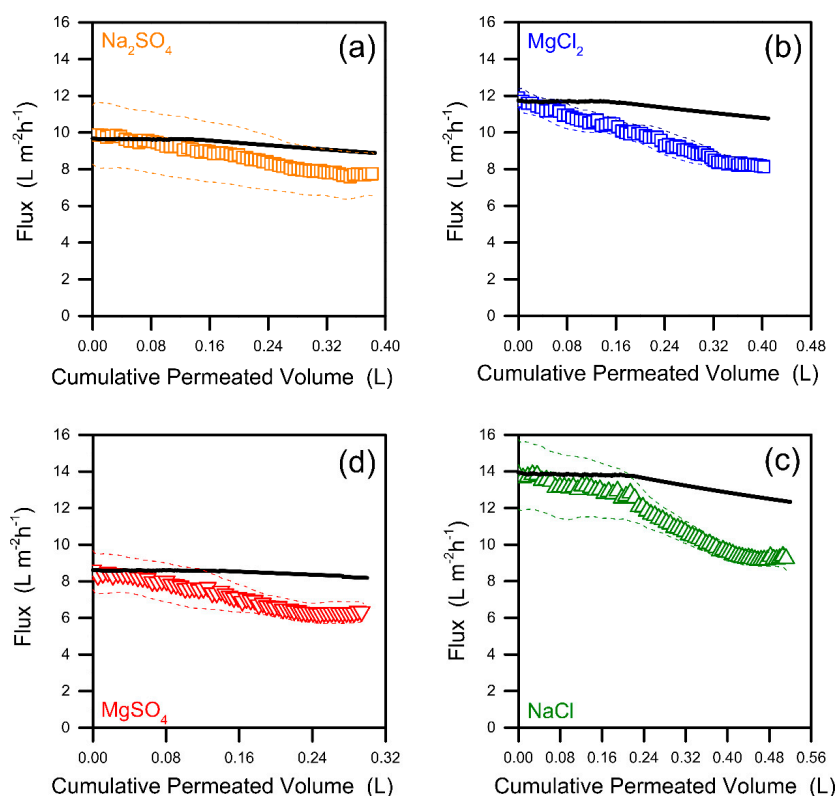 16
14
12
10
8
6
4
2
0
Na₂SO₄
(a)
Flux (L m⁻²h⁻¹)
0.00 0.08 0.16 0.24 0.32 0.40
Cumulative Permeated Volume (L)
16
14
12
10
8
6
4
2
0
MgCl₂
(b)
Flux (L m⁻²h⁻¹)
0.00 0.08 0.16 0.24 0.32 0.40 0.48
Cumulative Permeated Volume (L)
16
14
12
10
8
6
4
2
0
(d)
MgSO₄
Flux (L m⁻²h⁻¹)
0.00 0.08 0.16 0.24 0.32
Cumulative Permeated Volume (L)
16
14
12
10
8
6
4
2
0
(c)
NaCl
Flux (L m⁻²h⁻¹)
0.00 0.08 0.16 0.24 0.32 0.40 0.48 0.56
Cumulative Permeated Volume (L)